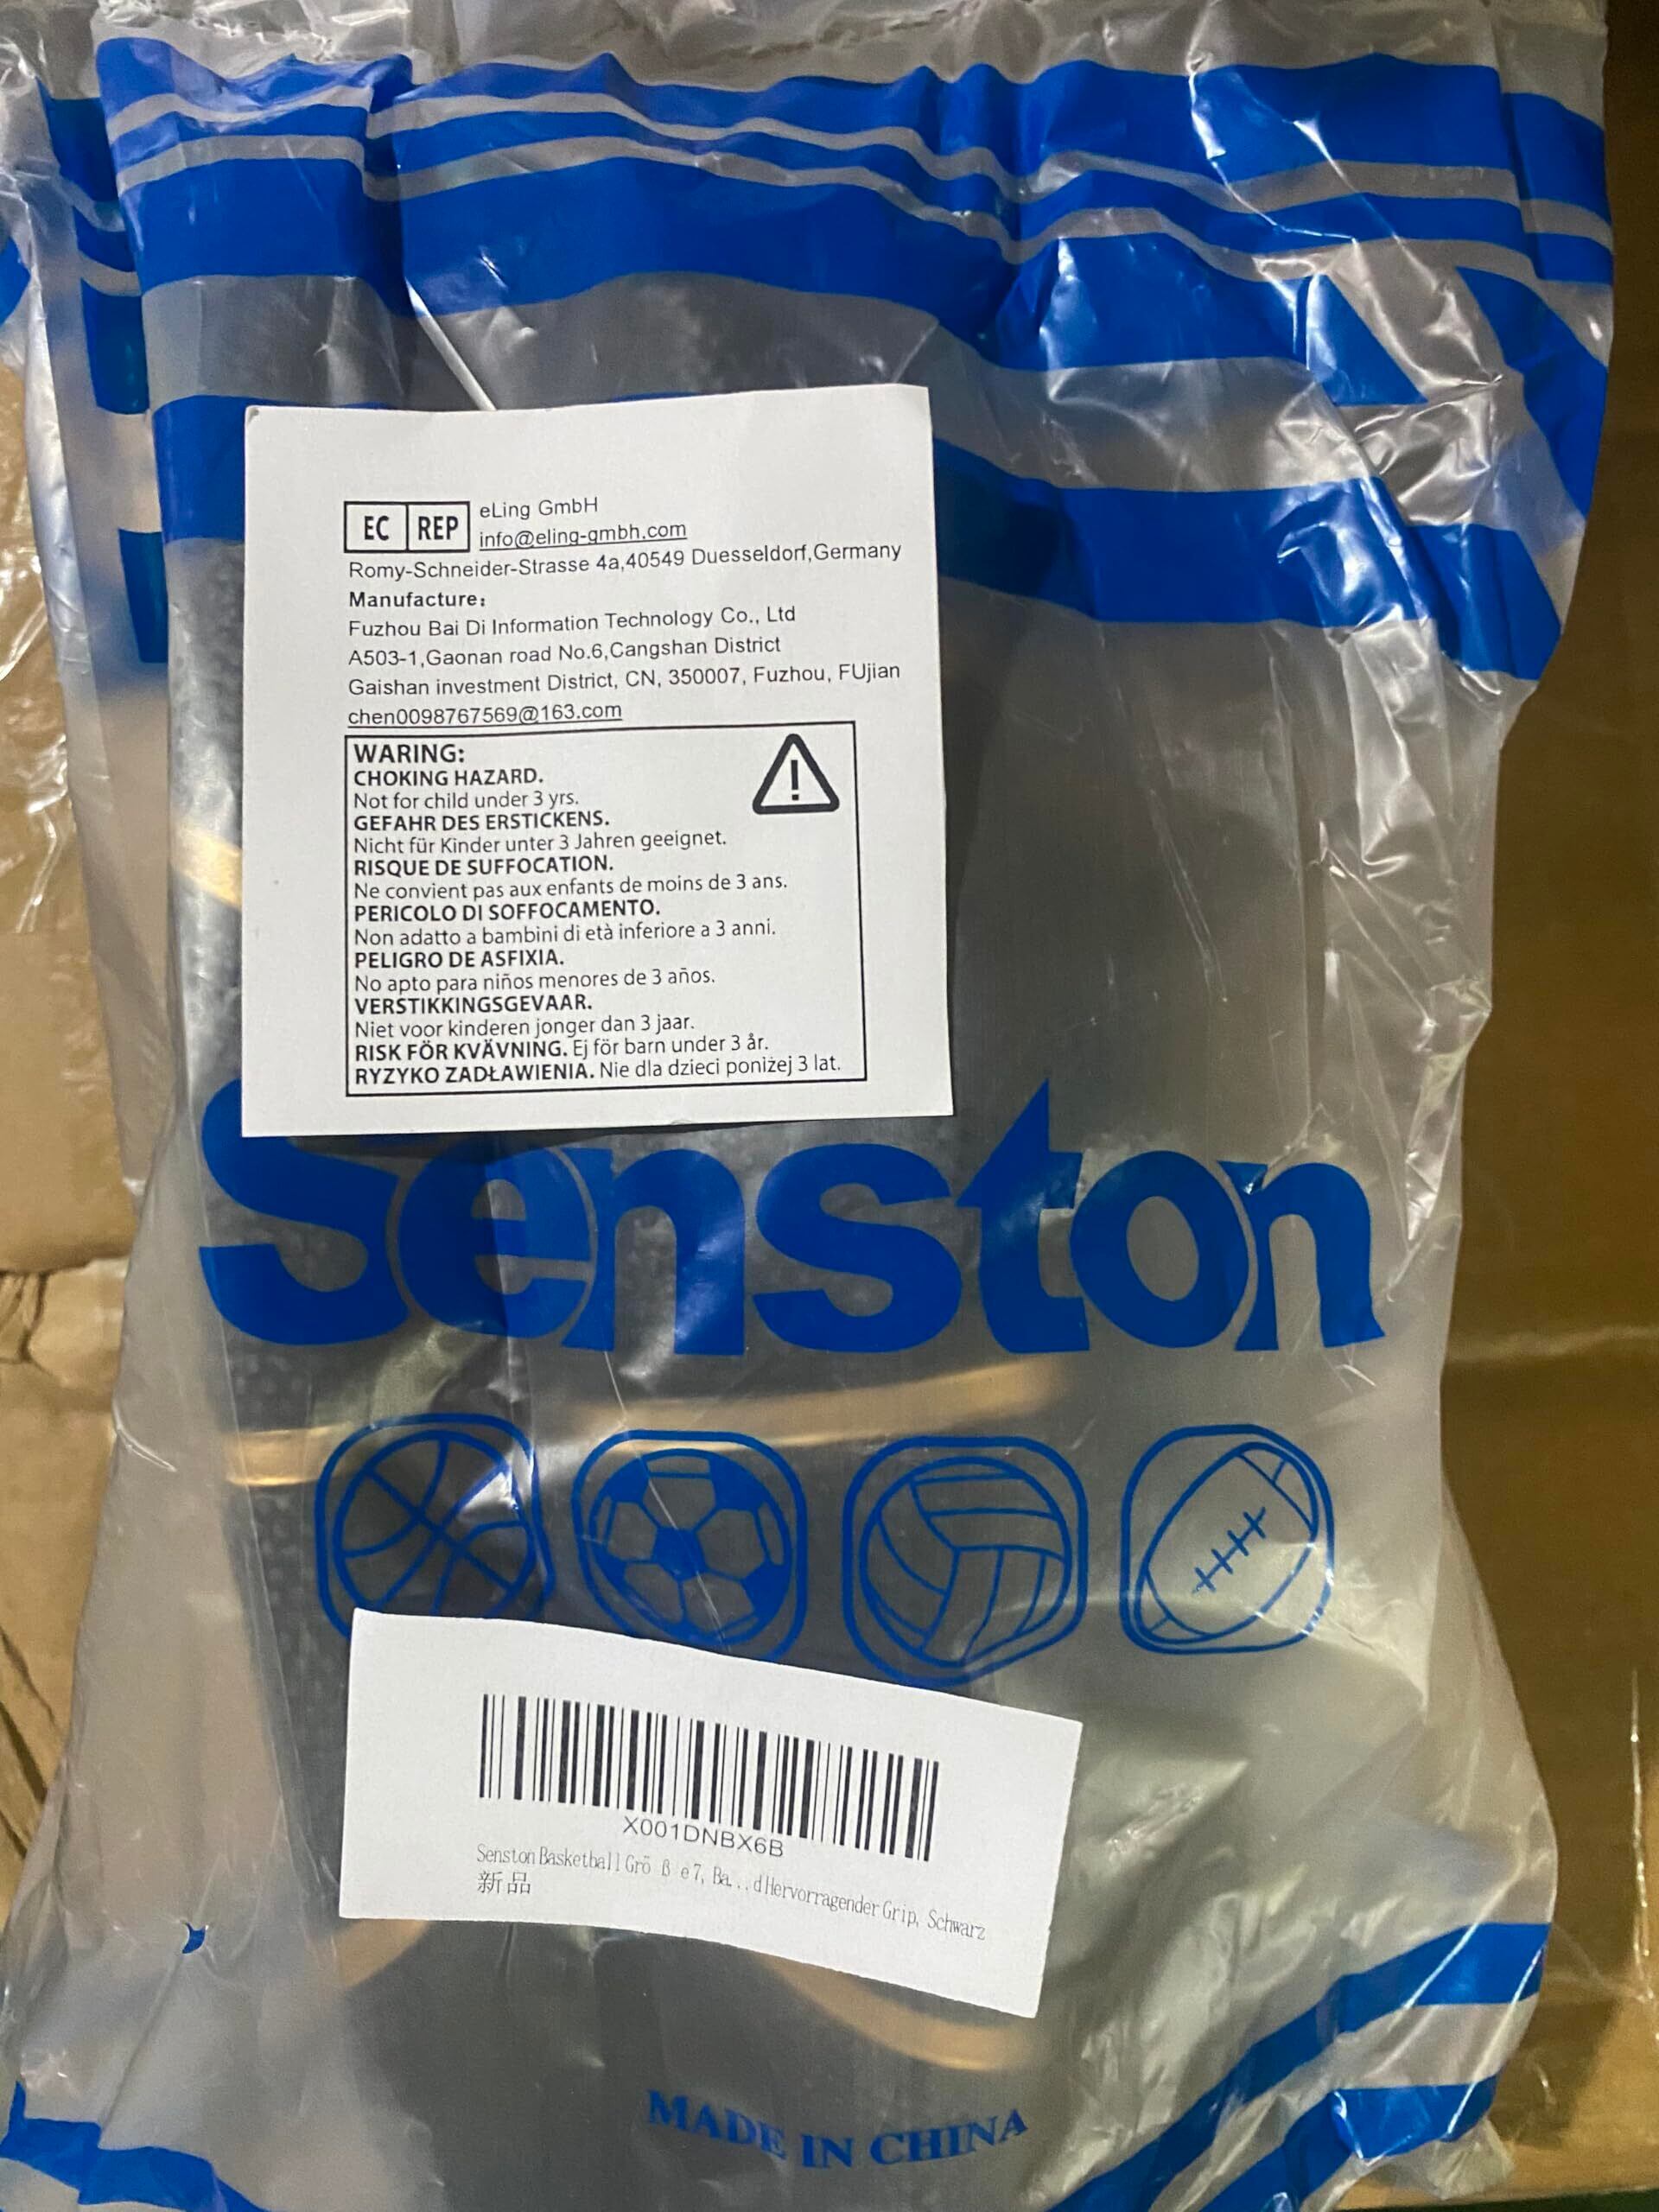 EC REP eLing GmbH
info@eling-gmbh.com
Romy-Schneider-Strasse 4a,40549 Duesseldorf,Germany
Manufacture:
Fuzhou Bai Di Information Technology Co., Ltd
A503-1,Gaonan road No.6,Cangshan District
Gaishan investment District, CN, 350007, Fuzhou, FUjian
chen0098767569@163.com
WARING:
CHOKING HAZARD.
Not for child under 3 yrs.
GEFAHR DES ERSTICKENS.
Nicht für Kinder unter 3 Jahren geeignet.
RISQUE DE SUFFOCATION.
Ne convient pas aux enfants de moins de 3 ans.
PERICOLO DI SOFFOCAMENTO.
Non adatto a bambini di età inferiore a 3 anni.
PELIGRO DE ASFIXIA.
No apto para niños menores de 3 años.
VERSTIKKINGSGEVAAR.
Niet voor kinderen jonger dan 3 jaar.
RISK FÖR KVÄVNING. Ej för barn under 3 år.
RYZYKO ZADŁAWIENIA. Nie dla dzieci poniżej 3 lat.
Senston
X001DNBX6B
Senston Basketball Größe 7, Ba...d Hervorragender Grip, Schwarz
新品
MADE IN CHINA